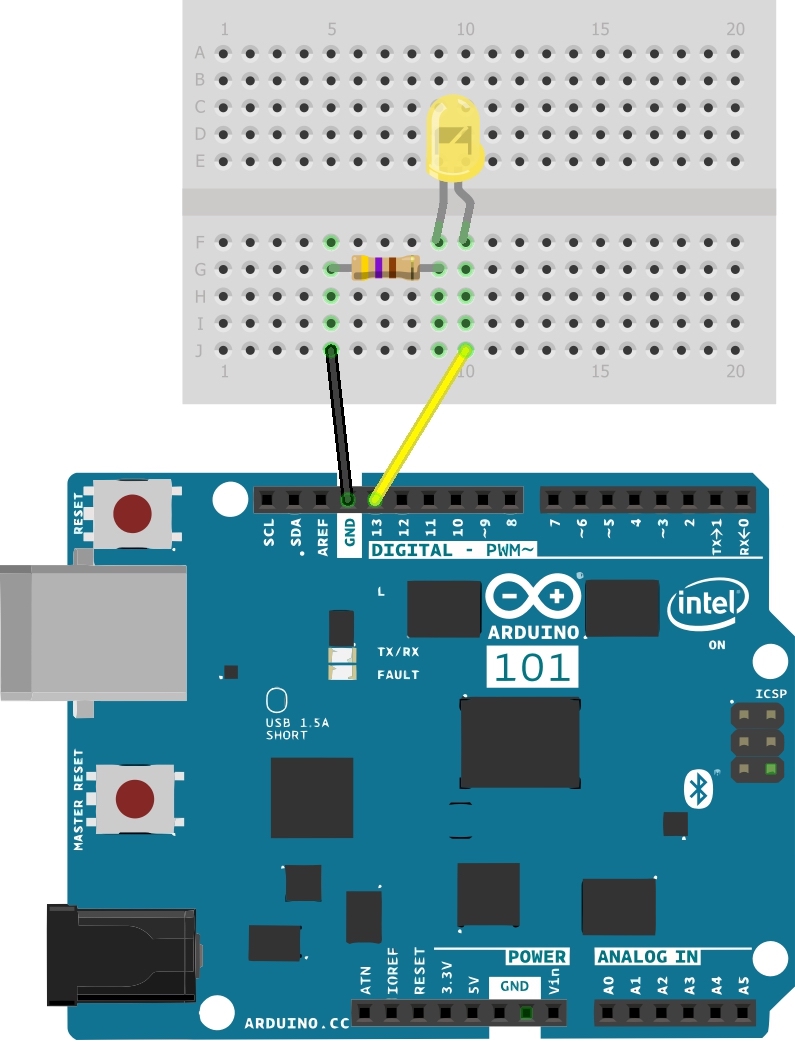 1 5 10 15 20
A
B
C
D
E
F
G
H
I
J
1 10 15 20
RESET
SCL
SDA
AREF
GND
13
12
11
10
~9
8
7
~6
~5
4
~3
2
TX→1
RX←0
DIGITAL - PWM~
L
ARDUINO.
intel
TX/RX
ON
101
FAULT
ICSP
USB 1.5A
SHORT
MASTER RESET
POWER
ANALOG IN
ATN
IOREF
RESET
3.3V
5V
GND
Vin
A0
A1
A2
A3
A4
A5
ARDUINO.CC